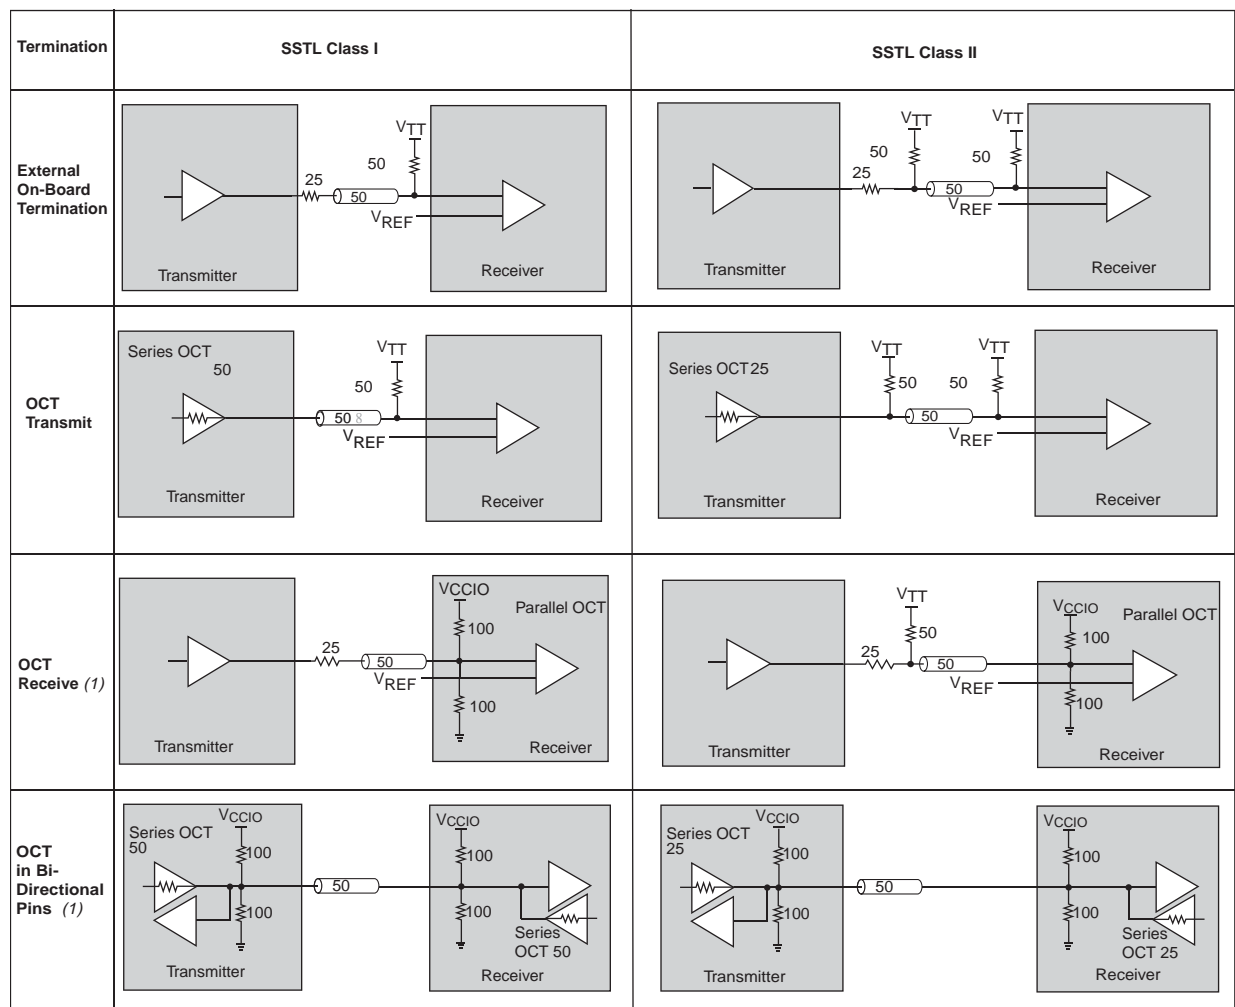 Termination
SSTL Class I
SSTL Class II
External
On-Board
Termination
VTT
50
25
50
VREF
Transmitter
Receiver
VTT
VTT
50
50
25
50
VREF
Transmitter
Receiver
OCT
Transmit
Series OCT
50
VTT
50
50 8
VREF
Transmitter
Receiver
Series OCT 25
VTT
VTT
50
50
50
VREF
Transmitter
Receiver
OCT
Receive (1)
25
50
VREF
VCCIO
Parallel OCT
100
100
Transmitter
Receiver
VTT
50
25
50
VREF
VCCIO
Parallel OCT
100
100
Transmitter
Receiver
OCT
in Bi-
Directional
Pins (1)
VCCIO
Series OCT
50
100
100
50
Transmitter
VCCIO
100
100
Series
OCT 50
Receiver
VCCIO
Series OCT
25
100
100
50
Transmitter
VCCIO
100
100
Series
OCT 25
Receiver